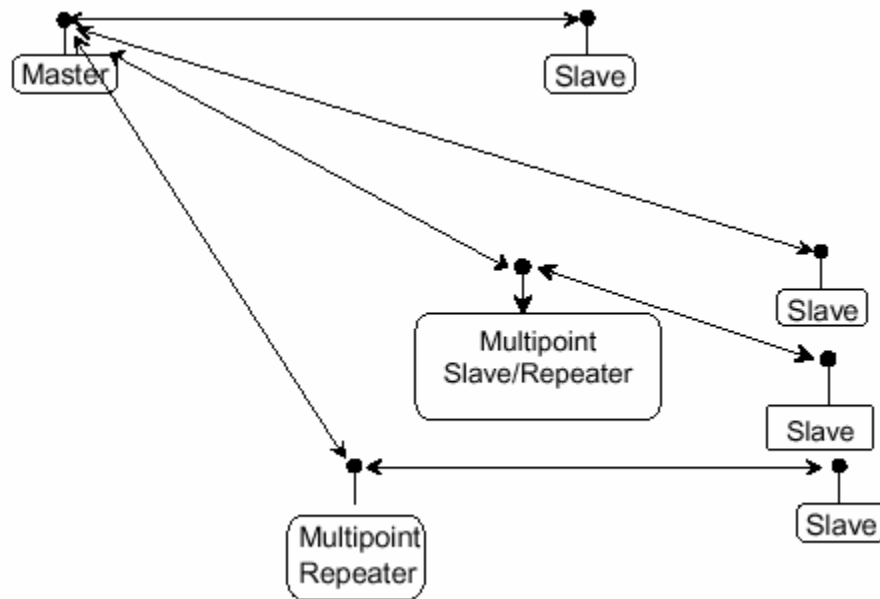 Master
Slave
Slave
Multipoint
Slave/Repeater
Slave
Slave
Multipoint
Repeater